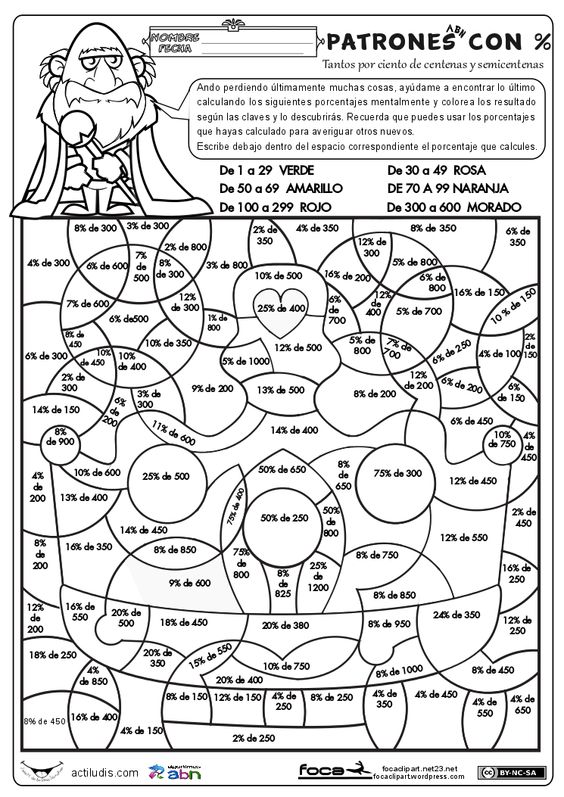 NOMBRE
FECHA
PATRONES ABN CON %
Tantos por ciento de centenas y semicentenas
Ando perdiendo últimamente muchas cosas, ayúdame a encontrar lo último
calculando los siguientes porcentajes mentalmente y colorea los resultado
según las claves y lo descubrirás. Recuerda que puedes usar los porcentajes
que hayas calculado para averiguar otros nuevos.
Escribe debajo dentro del espacio correspondiente el porcentaje que calcules.
De 1 a 29 VERDE
De 30 a 49 ROSA
De 50 a 69 AMARILLO
DE 70 A 99 NARANJA
De 100 a 299 ROJO
De 300 a 600 MORADO
8% de 300
2% de 800
2% de 350
4% de 350
12% de 300
8% de 350
6% de 350
4% de 300
6% de 600
7% de 500
8% de 300
3% de 800
10% de 500
16% de 200
5% de 800
6% de 800
16% de 150
10 % de 150
7% de 600
12% de 300
25% de 400
6% de 700
12% de 400
5% de 700
6% de500
1% de 800
8% de 450
10% de 350
12% de 500
5% de 800
7% de 700
6% de 250
4% de 100
2% de 150
6% de 300
10% de 450
10% de 400
5% de 1000
2% de 300
3% de 300
9% de 200
13% de 500
8% de 200
12% de 200
6% de 200
6% de 150
14% de 150
6% de 200
11% de 600
14% de 400
6% de 450
8% de 900
10% de 750
4% de 450
4% de 200
10% de 600
25% de 500
50% de 650
8% de 650
75% de 300
12% de 450
13% de 400
75% de 400
50% de 250
50% de 800
2% de 450
14% de 450
8% de 200
16% de 350
8% de 850
75% de 800
8% de 825
25% de 1200
8% de 750
12% de 550
16% de 250
9% de 600
8% de 850
12% de 200
16% de 550
20% de 500
18% de 450
20% de 380
8% de 950
24% de 350
12% de 250
18% de 250
20% de 350
15% de 550
10% de 750
8% de 1000
8% de 450
4% de 850
20% de 400
8% de 150
12% de 150
4% de 250
8% de 250
4% de 350
4% de 450
4% de 550
4% de 650
8% de 450
16% de 400
4% de 150
2% de 250
actiludis.com
abn
foca
focaclipart.net23.net
focaclipartwordpress.com
cc BY-NC-SA